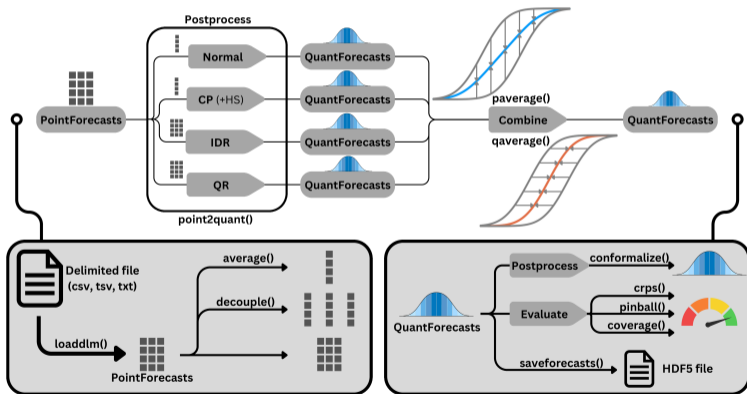 Postprocess
Normal
QuantForecasts
CP (+HS)
QuantForecasts
PointForecasts
IDR
QuantForecasts
QR
QuantForecasts
point2quant()
paverage()
Combine
qaverage()
QuantForecasts
Delimited file
(csv, tsv, txt)
loaddlm()
PointForecasts
average()
decouple()
QuantForecasts
Postprocess
conformalize()
Evaluate
crps()
pinball()
coverage()
saveforecasts()
HDF5 file